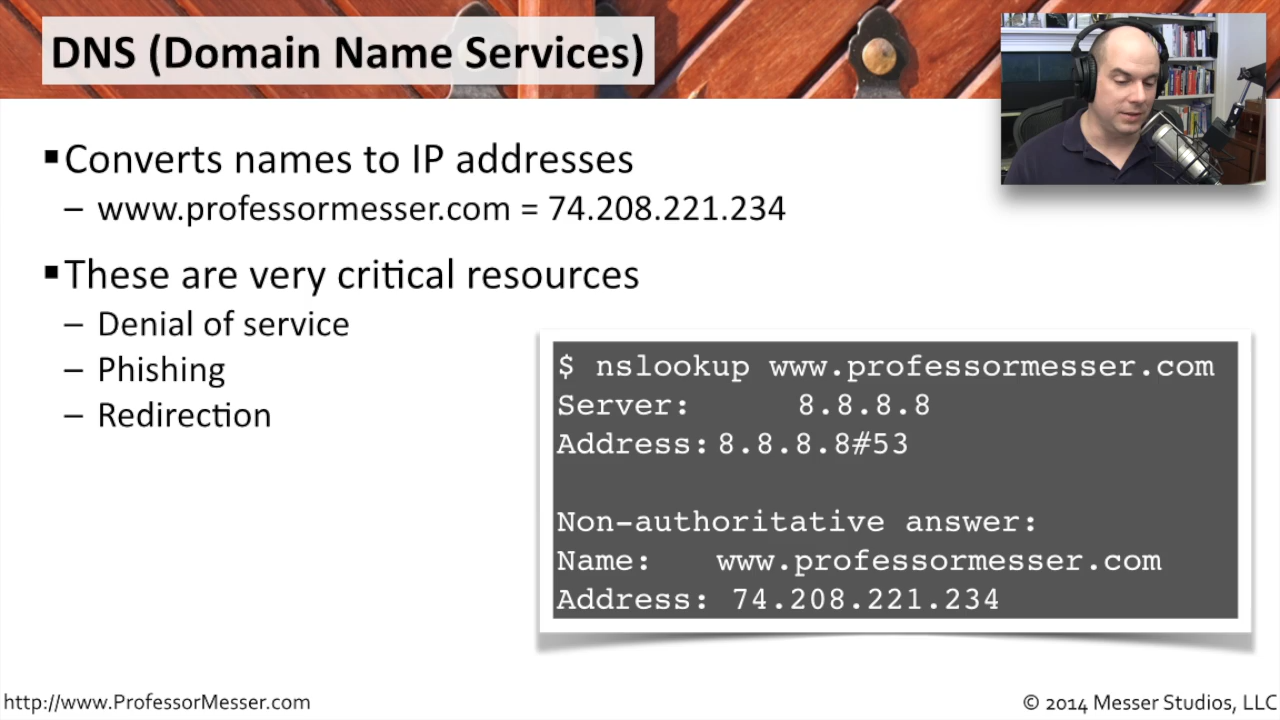 DNS (Domain Name Services)
▪Converts names to IP addresses
– www.professormesser.com = 74.208.221.234
▪These are very critical resources
– Denial of service
– Phishing
– Redirection
$ nslookup www.professormesser.com
Server: 8.8.8.8
Address: 8.8.8.8#53
Non-authoritative answer:
Name: www.professormesser.com
Address: 74.208.221.234
http://www.ProfessorMesser.com
© 2014 Messer Studios, LLC